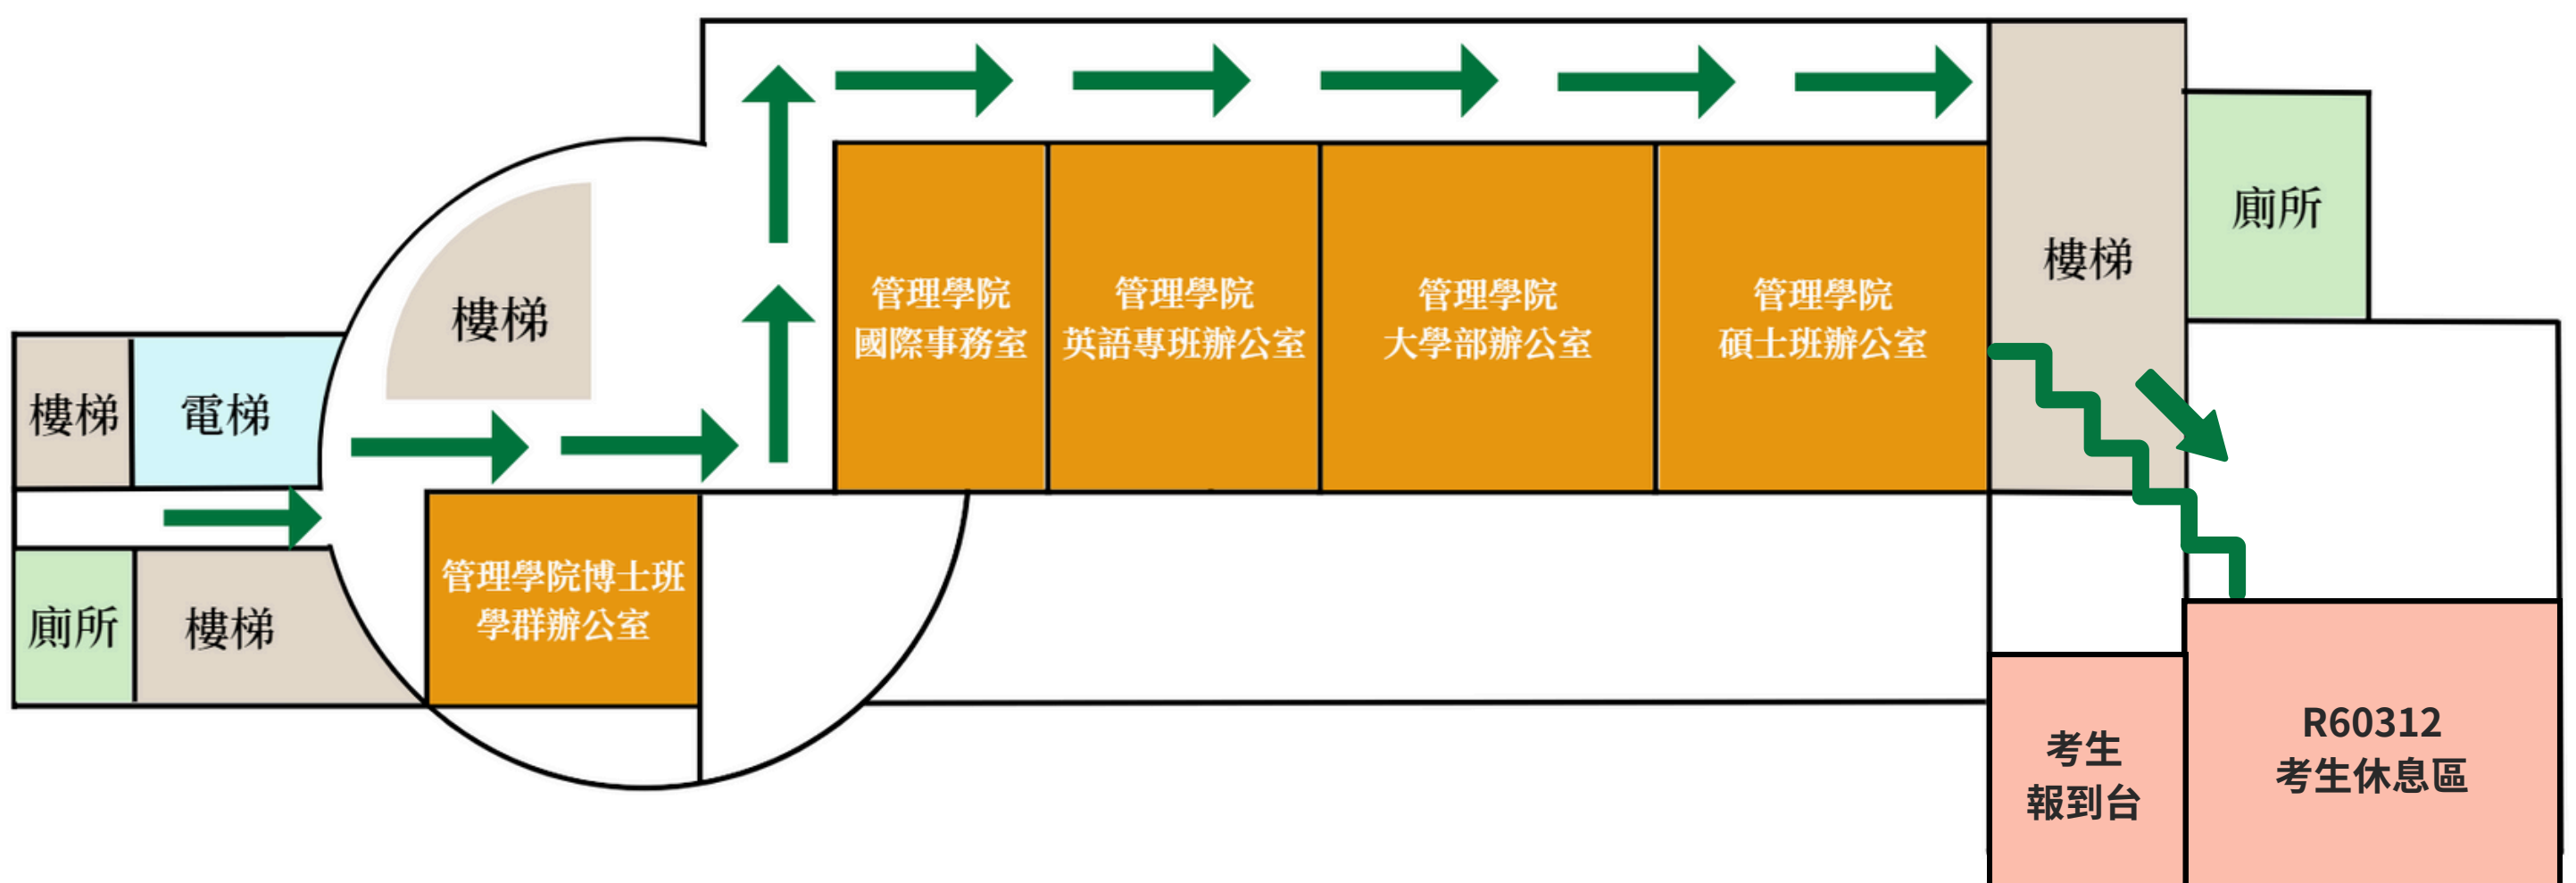 樓梯
電梯
廁所
樓梯
樓梯
管理學院博士班
學群辦公室
管理學院
國際事務室
管理學院
英語專班辦公室
管理學院
大學部辦公室
管理學院
碩士班辦公室
樓梯
廁所
考生
報到台
R60312
考生休息區